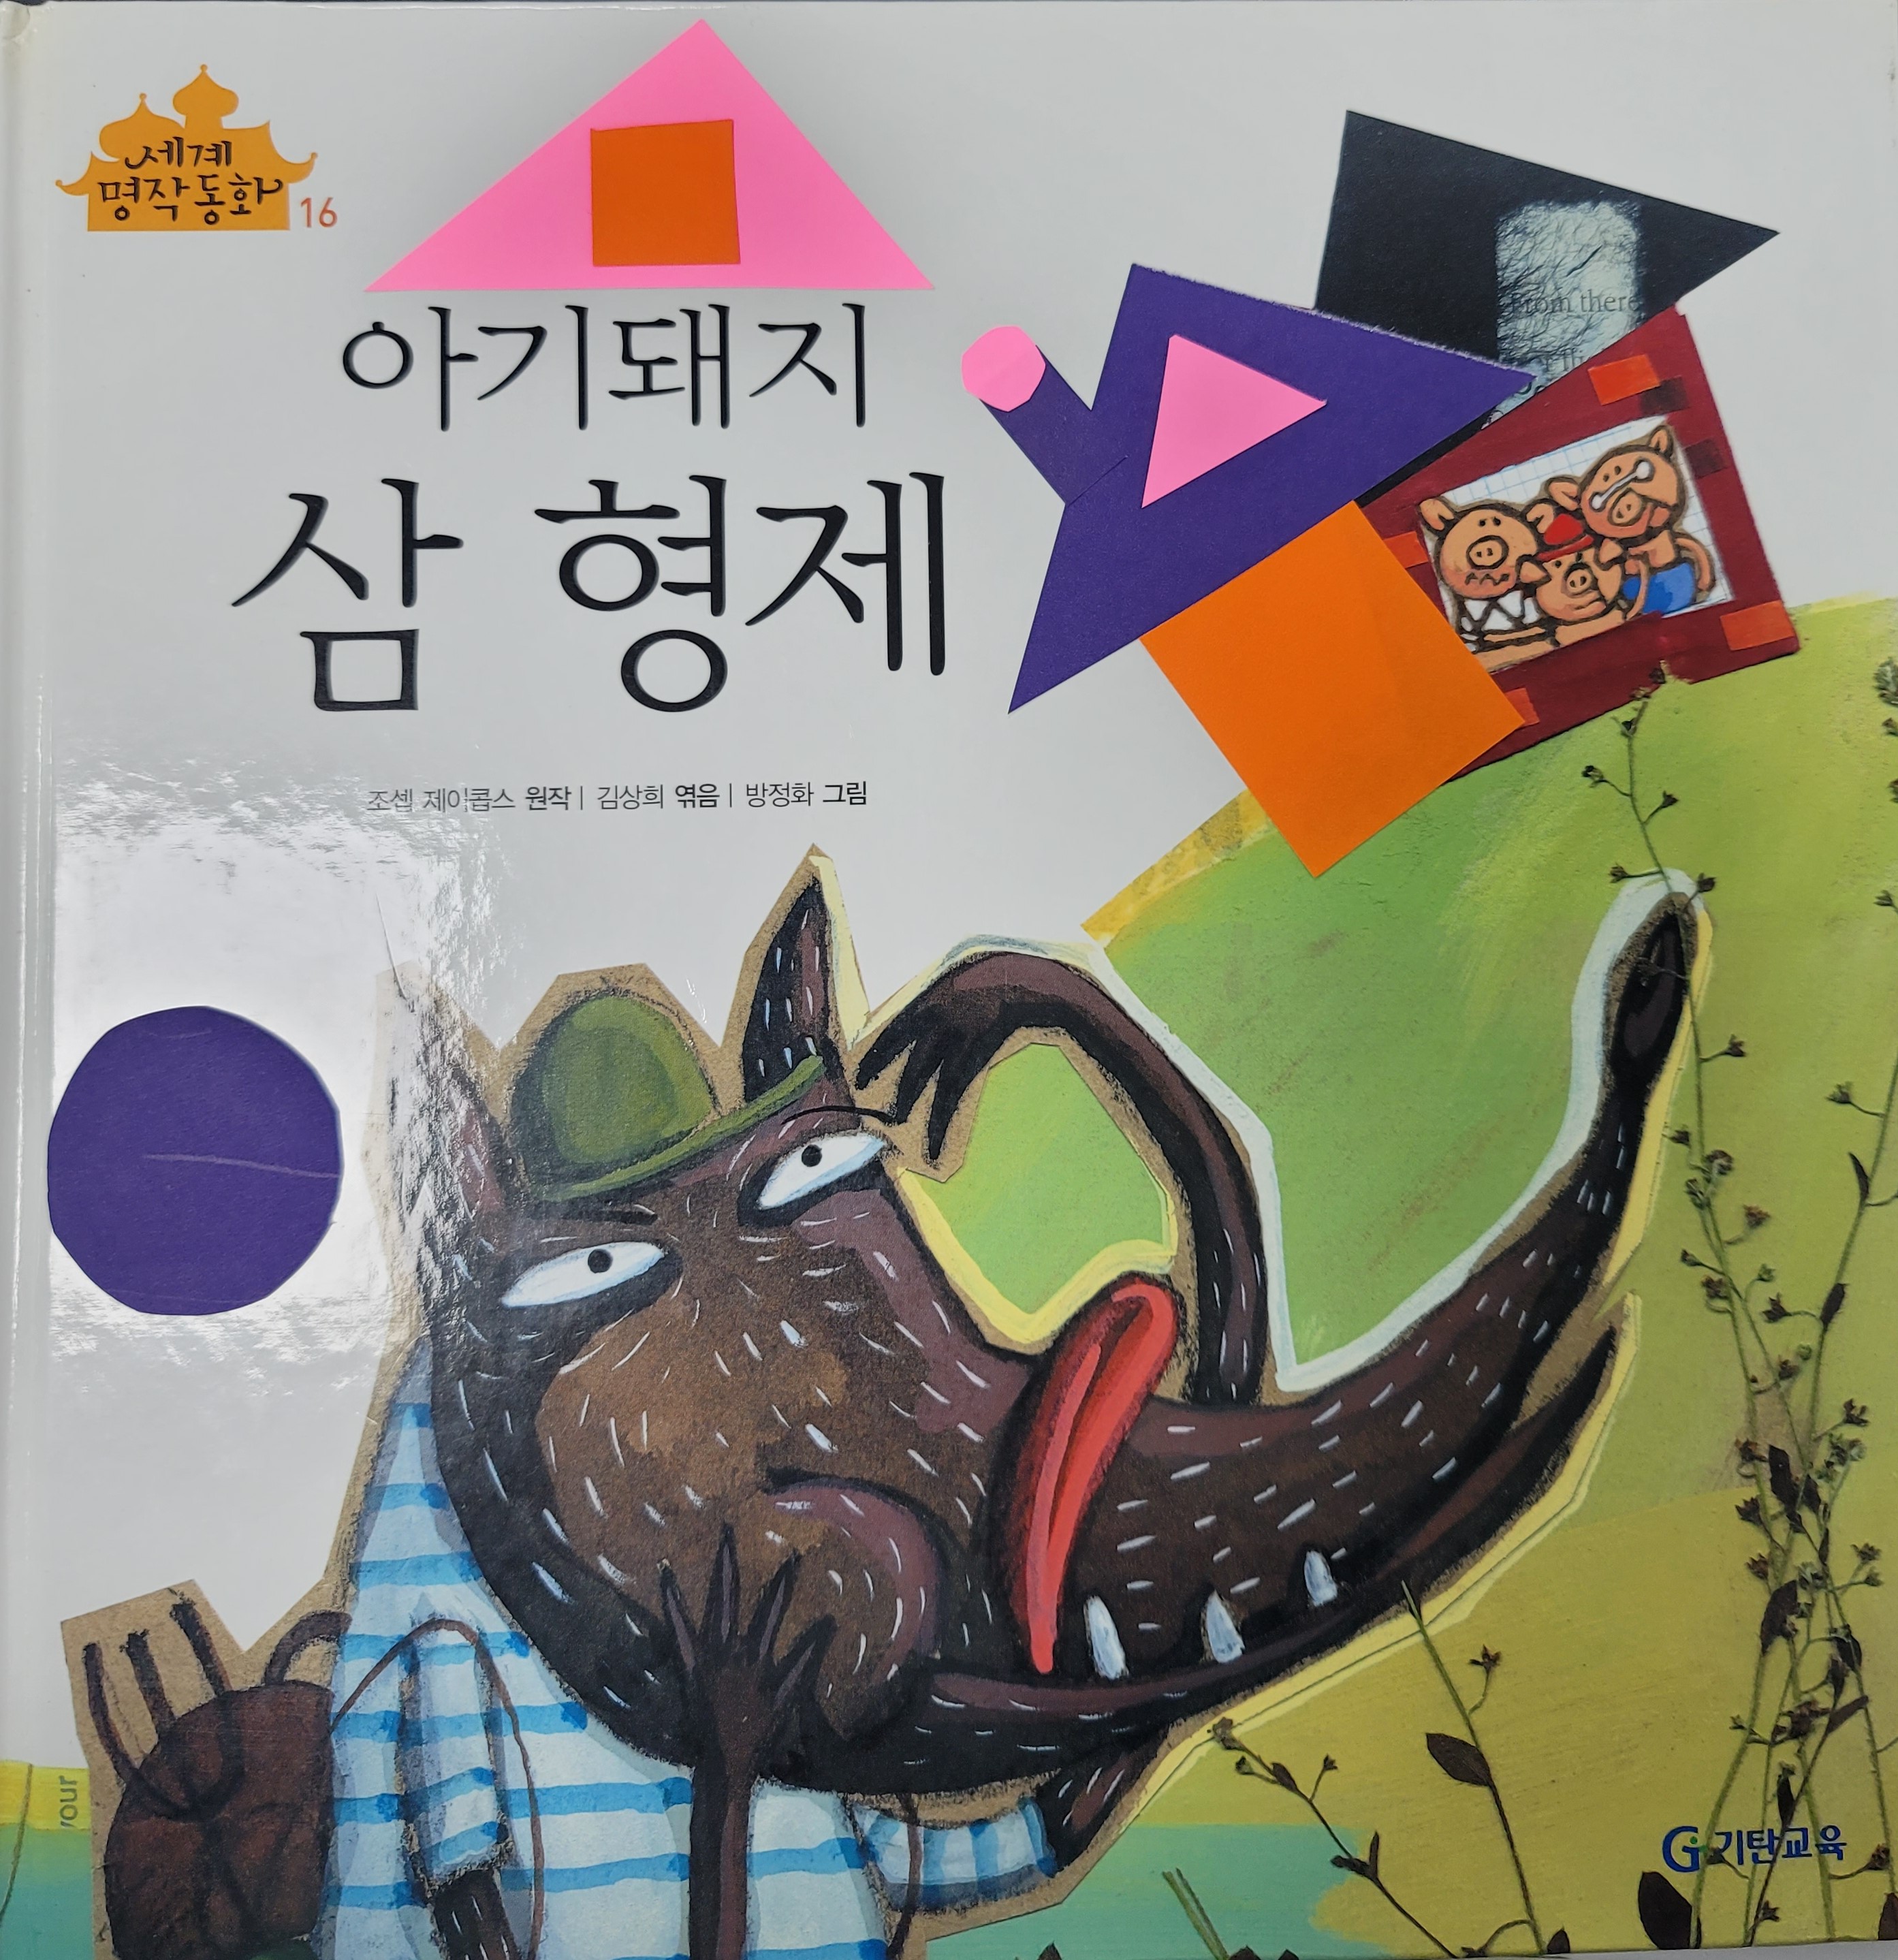 세계
명작동화 16
아기돼지
삼 형제
조셉 제이콥스 원작 | 김상희 엮음 | 방정화 그림
From there
your
기탄교육